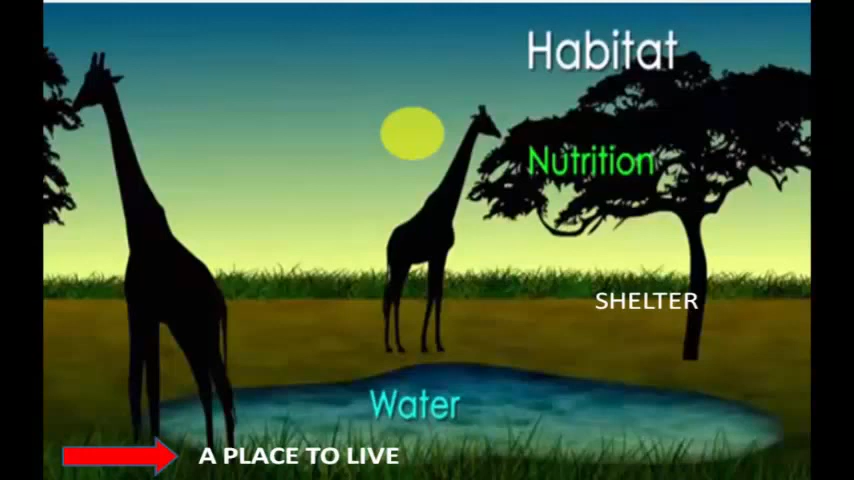 Habitat
Nutrition
SHELTER
Water
A PLACE TO LIVE